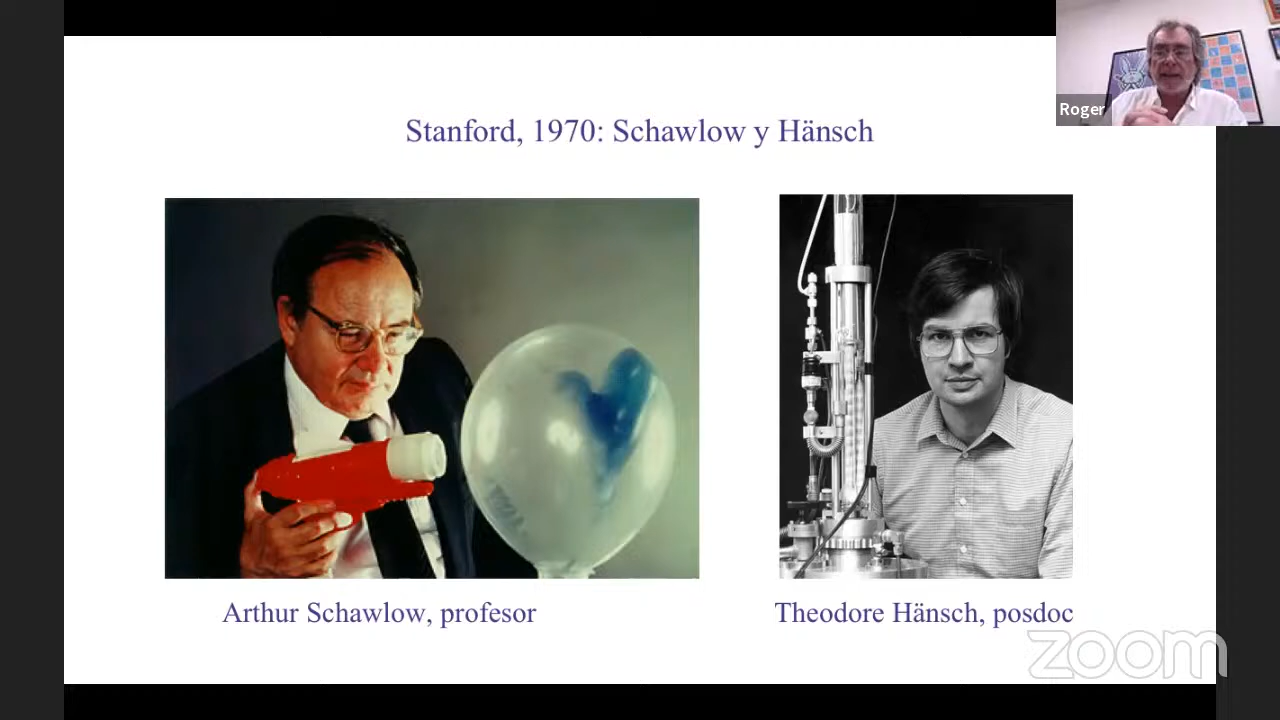 Roger
Stanford, 1970: Schawlow y Hänsch
Arthur Schawlow, profesor
Theodore Hänsch, posdoc
zoom